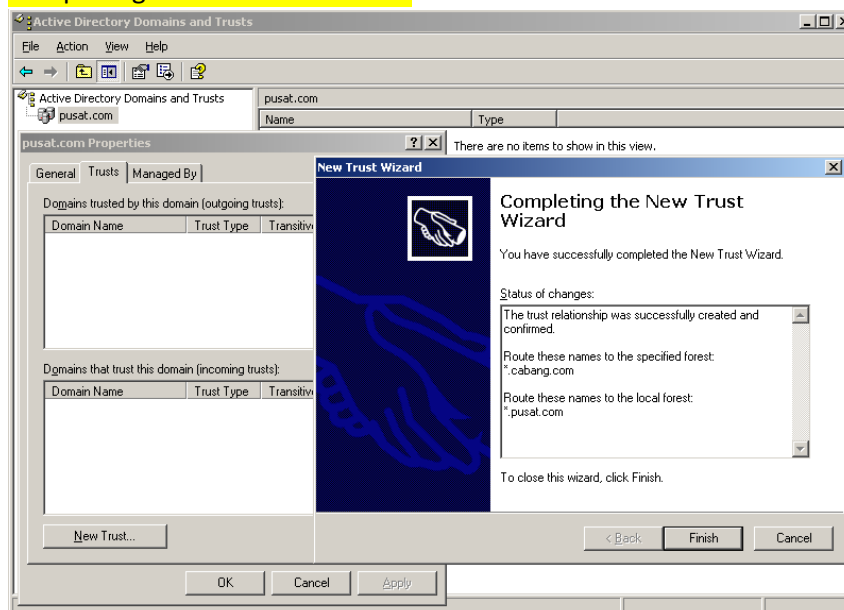 Active Directory Domains and Trusts
File Action View Help
Active Directory Domains and Trusts
pusat.com
pusat.com
Name Type
There are no items to show in this view.
pusat.com Properties
General Trusts Managed By
Domains trusted by this domain (outgoing trusts):
Domain Name Trust Type
Domains that trust this domain (incoming trusts):
Domain Name Trust Type
New Trust...
OK Cancel Apply
New Trust Wizard
Completing the New Trust
Wizard
You have successfully completed the New Trust Wizard.
Status of changes:
The trust relationship was successfully created and
confirmed.
Route these names to the specified forest:
*.cabang.com
Route these names to the local forest:
*.pusat.com
To close this wizard, click Finish.
< Back Finish Cancel